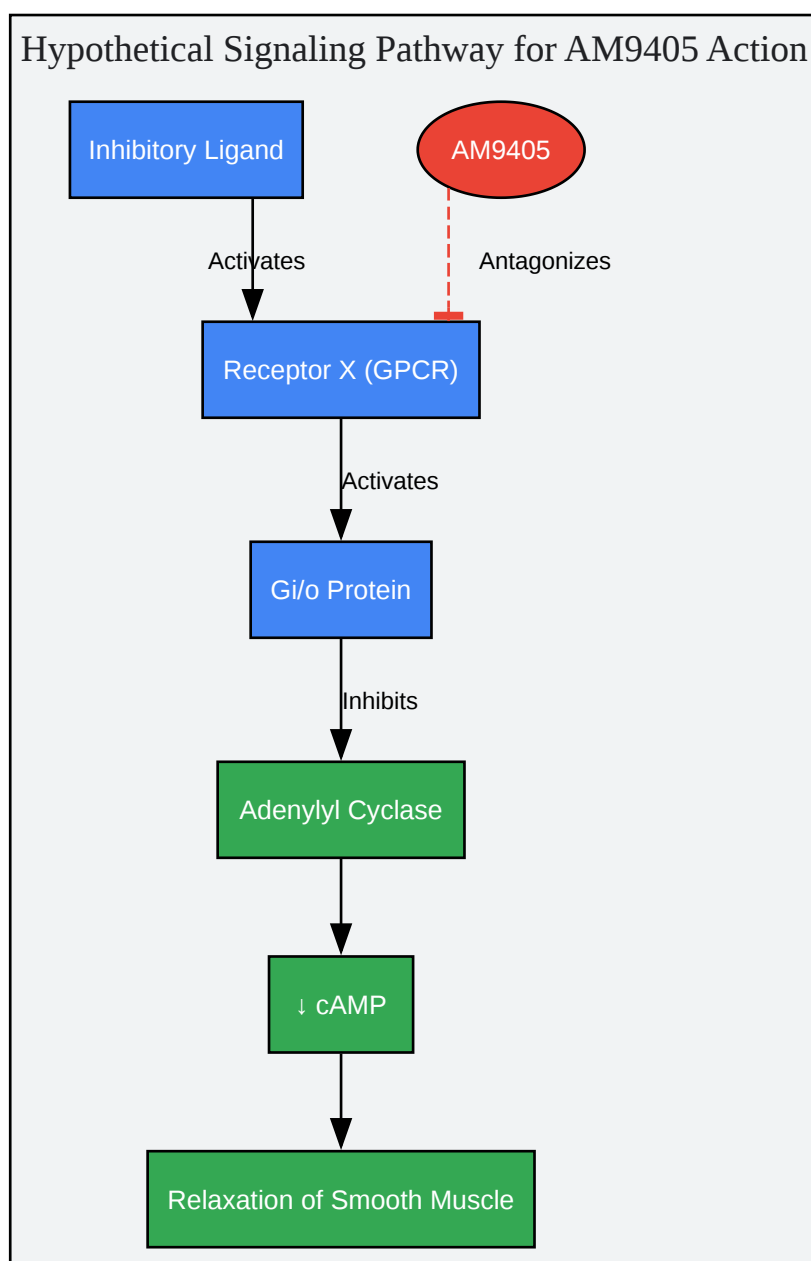 Hypothetical Signaling Pathway for AM9405 Action
Inhibitory Ligand
AM9405
Activates
Antagonizes
Receptor X (GPCR)
Activates
Gi/o Protein
Inhibits
Adenylyl Cyclase
↓ cAMP
Relaxation of Smooth Muscle